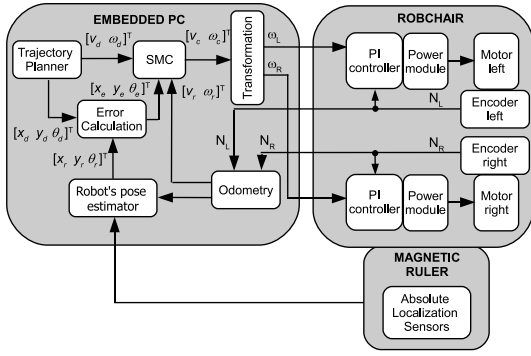 EMBEDDED PC
Trajectory
Planner
[v_d ω_d]^T
SMC
[v_c ω_c]^T
Transformation
ω_L
ω_R
[x_e y_e θ_e]^T
[v_r ω_r]^T
Error
Calculation
[x_d y_d θ_d]^T
[x_r y_r θ_r]^T
N_L
N_R
Robot's pose
estimator
Odometry
ROBCHAIR
PI
controller
Power
module
Motor
left
N_L
Encoder
left
N_R
Encoder
right
PI
controller
Power
module
Motor
right
MAGNETIC
RULER
Absolute
Localization
Sensors